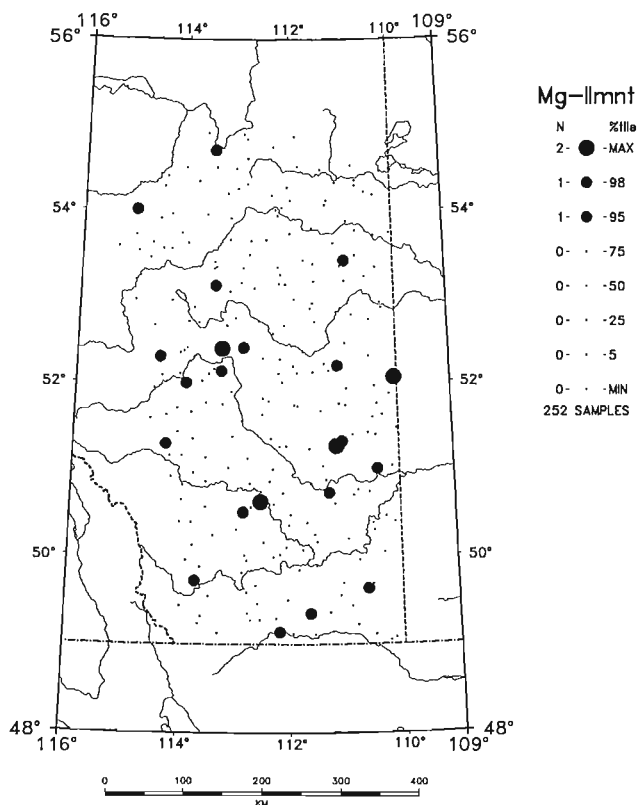 116° 114° 112° 110° 109°
56° 56°
54° 54°
52° 52°
50° 50°
48° 48°
116° 114° 112° 110° 109°
0 100 200 300 400
KM
Mg-Ilmnt
N %ile
2- -MAX
1- -98
1- -95
0- -75
0- -50
0- -25
0- -5
0- -MIN
252 SAMPLES